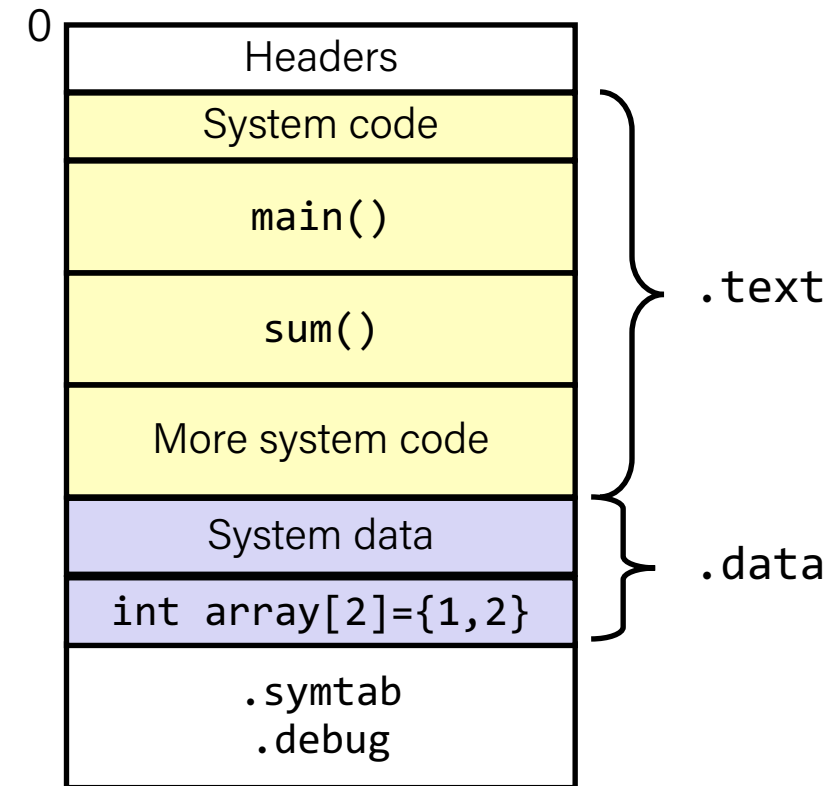 0
Headers
System code
main()
sum()
.text
More system code
System data
.data
int array[2]={1,2}
.symtab
.debug